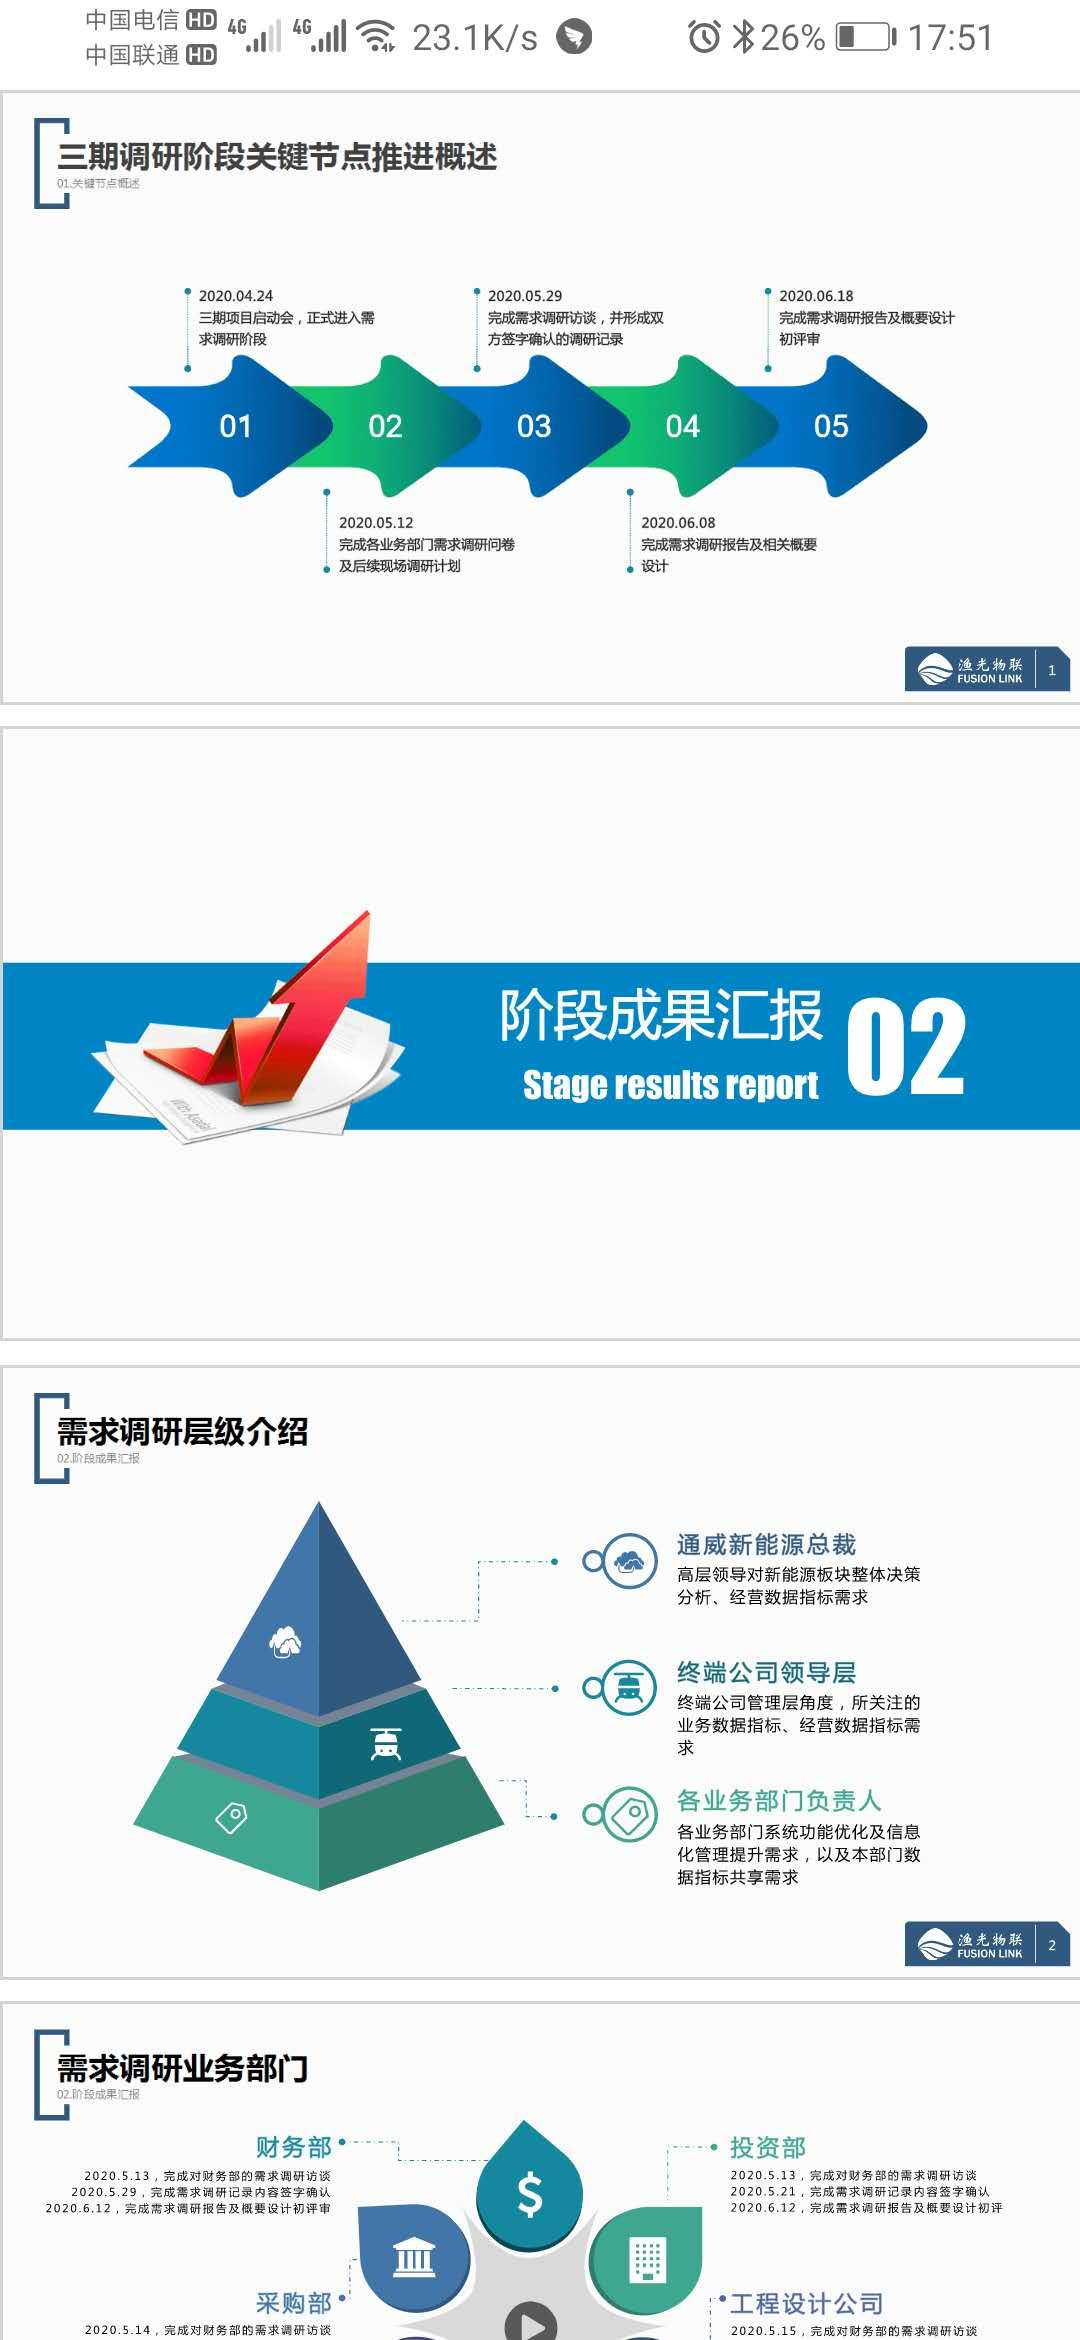 中国电信 HD
中国联通 HD
4G 4G 23.1K/s 26% 17:51
三期调研阶段关键节点推进概述
01.关键节点概述
2020.04.24
三期项目启动会，正式进入需
求调研阶段
2020.05.29
完成需求调研访谈，并形成双
方签字确认的调研记录
2020.06.18
完成需求调研报告及概要设计
初评审
01 02 03 04 05
2020.05.12
完成各业务部门需求调研问卷
及后续现场调研计划
2020.06.08
完成需求调研报告及相关概要
设计
渔光物联
FUSION LINK
1
阶段成果汇报
Stage results report
02
需求调研层级介绍
02.阶段成果汇报
通威新能源总裁
高层领导对新能源板块整体决策
分析、经营数据指标需求
终端公司领导层
终端公司管理层角度，所关注的
业务数据指标、经营数据指标需
求
各业务部门负责人
各业务部门系统功能优化及信息
化管理提升需求，以及本部门数
据指标共享需求
渔光物联
FUSION LINK
2
需求调研业务部门
02.阶段成果汇报
财务部
2020.5.13，完成对财务部的需求调研访谈
2020.5.29，完成需求调研记录内容签字确认
2020.6.12，完成需求调研报告及概要设计初评审
投资部
2020.5.13，完成对财务部的需求调研访谈
2020.5.21，完成需求调研记录内容签字确认
2020.6.12，完成需求调研报告及概要设计初评
$
采购部
2020.5.14，完成对财务部的需求调研访谈
工程设计公司
2020.5.15，完成对财务部的需求调研访谈